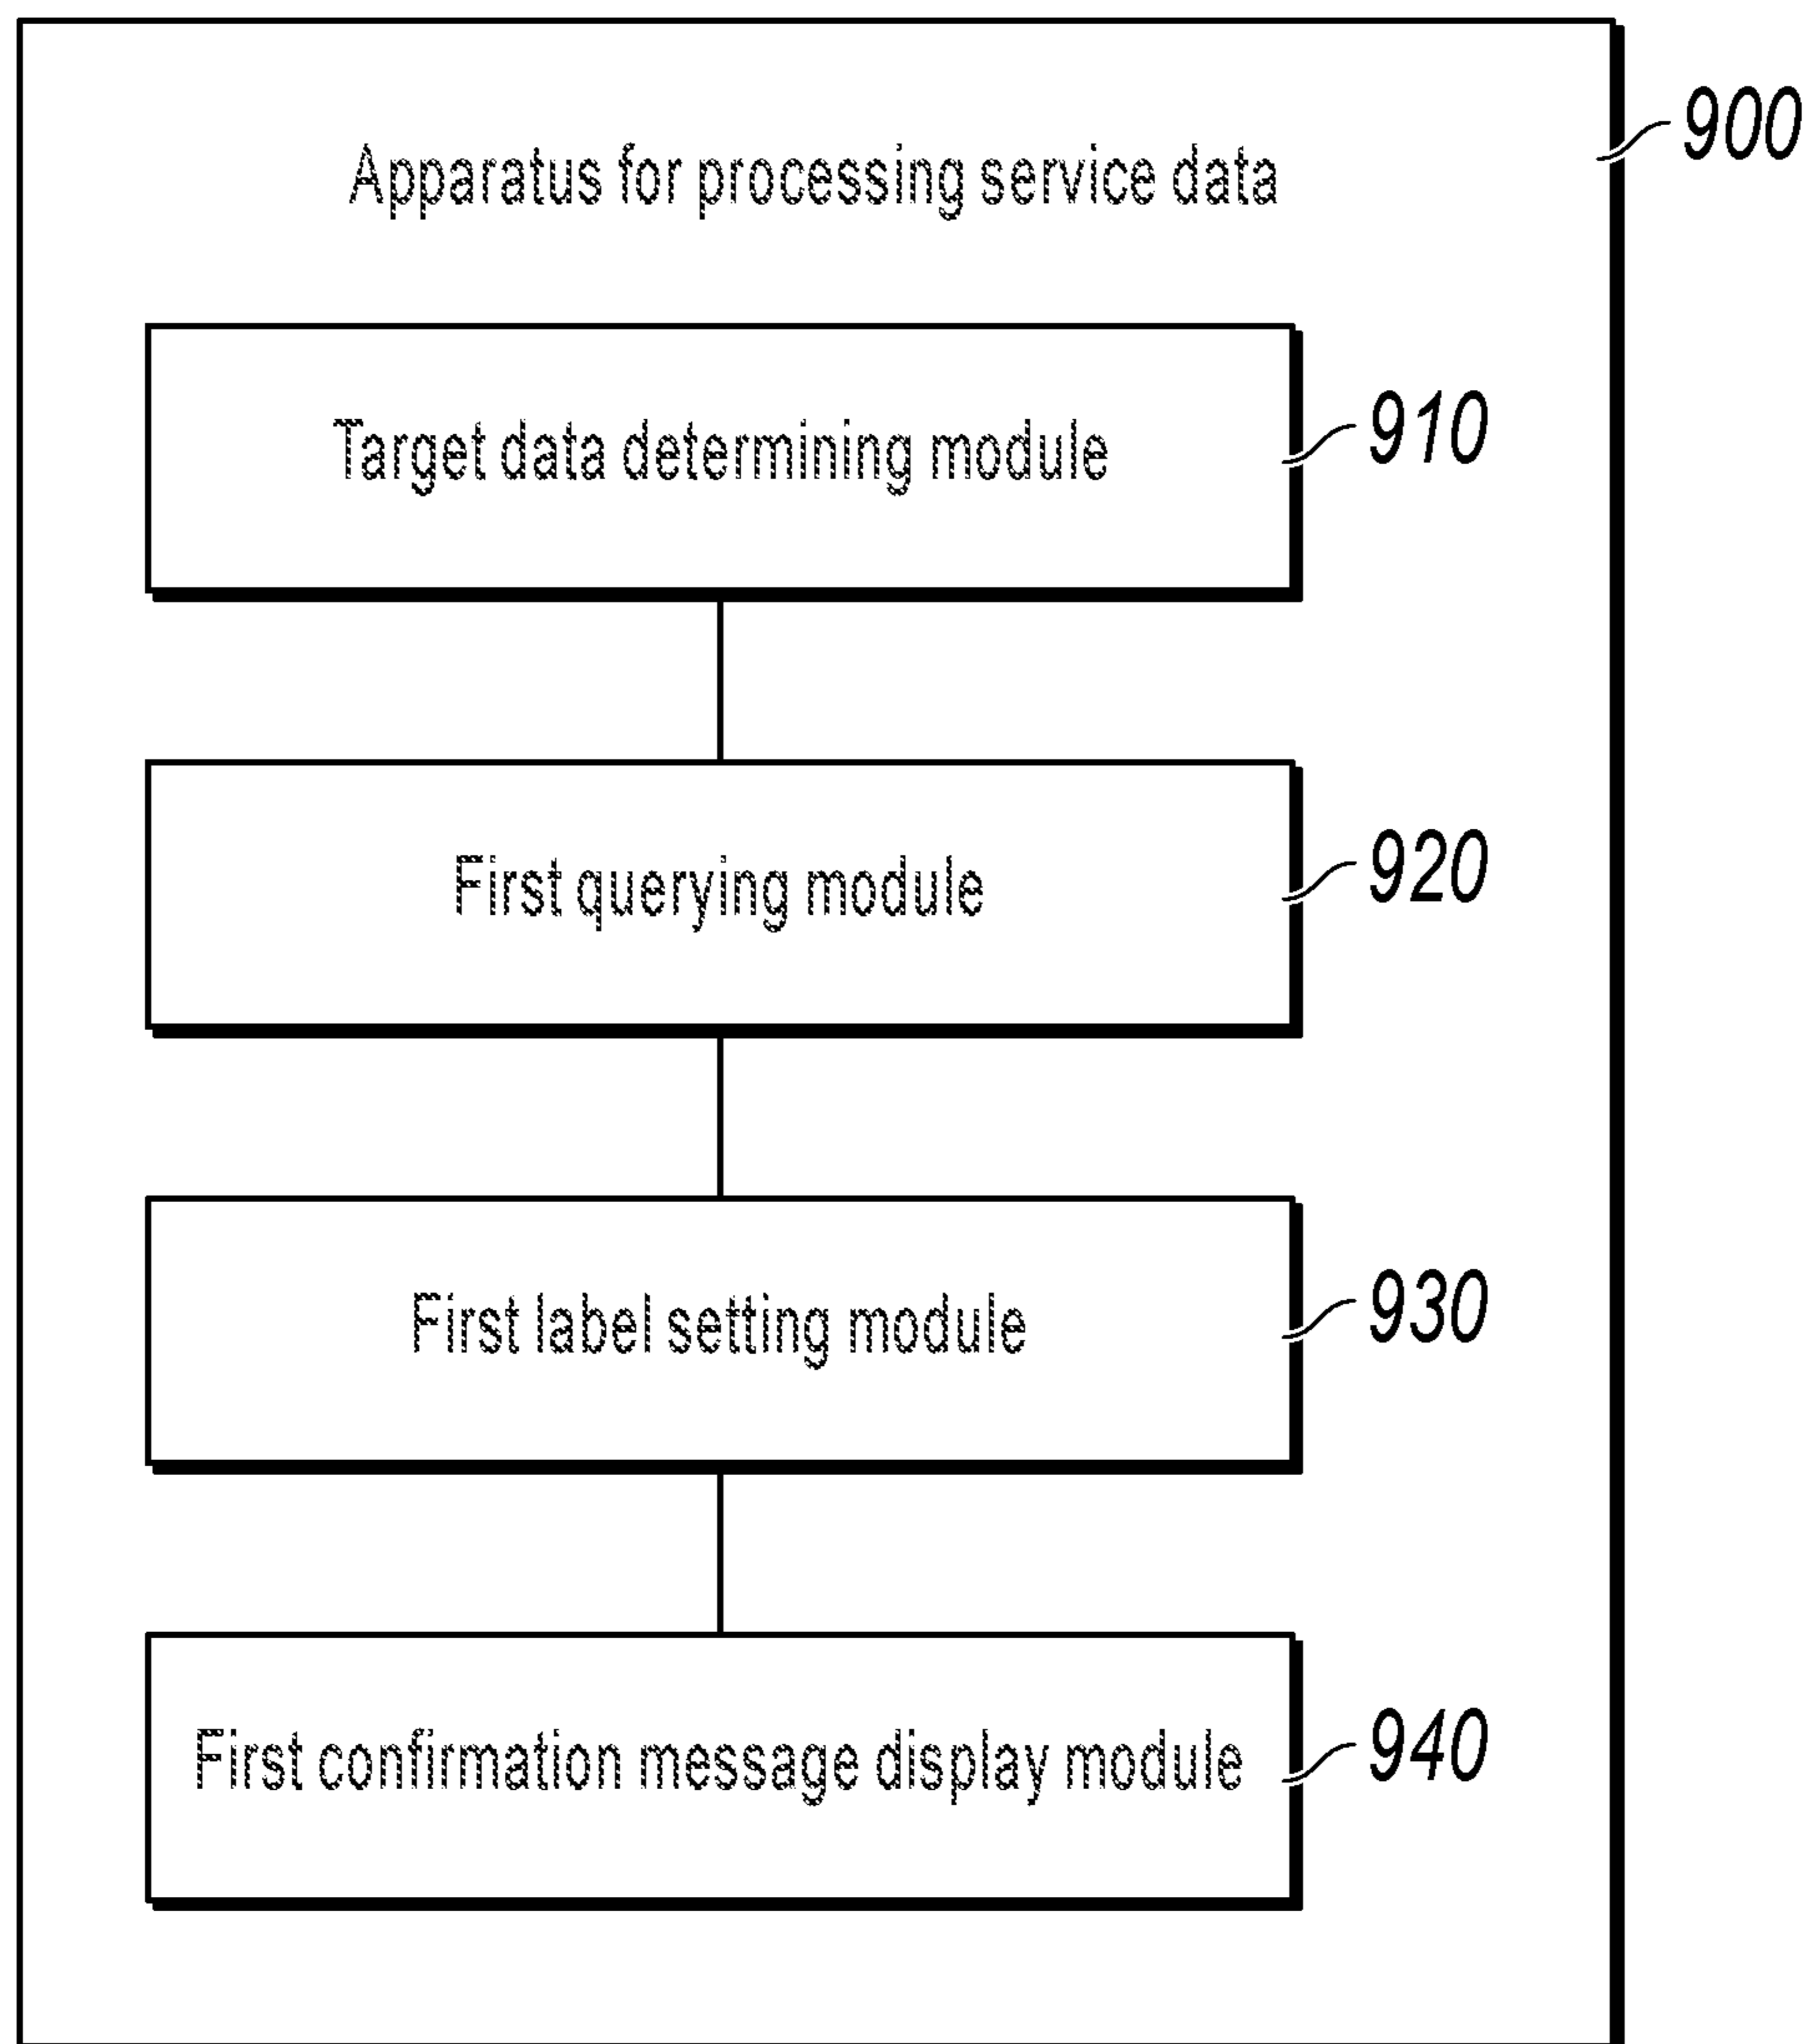 900
Apparatus for processing service data
Target data determining module
910
First querying module
920
First label setting module
930
First confirmation message display module
940